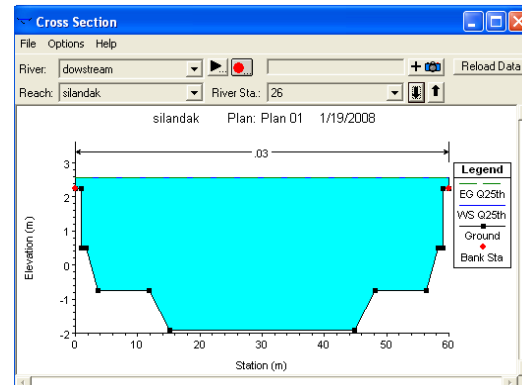 Cross Section
File Options Help
River: dowstream
Reload Data
Reach: silandak River Sta.: 26
silandak Plan: Plan 01 1/19/2008
.03
Legend
EG Q25th
WS Q25th
Ground
Bank Sta
Elevation (m)
3
2
1
0
-1
-2
0 10 20 30 40 50 60
Station (m)